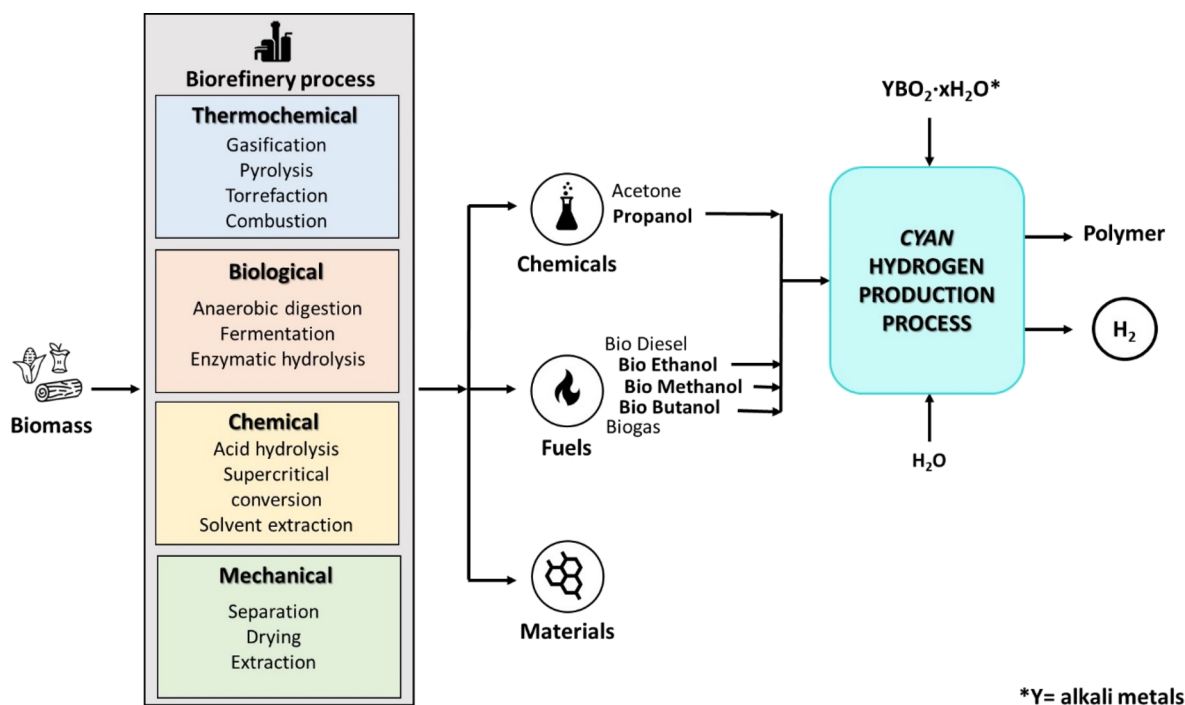 Biorefinery process
Thermochemical
Gasification
Pyrolysis
Torrefaction
Combustion
Biological
Anaerobic digestion
Fermentation
Enzymatic hydrolysis
Chemical
Acid hydrolysis
Supercritical
conversion
Solvent extraction
Mechanical
Separation
Drying
Extraction
Biomass
Acetone
Propanol
Chemicals
Bio Diesel
Bio Ethanol
Bio Methanol
Bio Butanol
Biogas
Fuels
Materials
YBO₂·xH₂O*
CYAN
HYDROGEN
PRODUCTION
PROCESS
H₂O
Polymer
H₂
*Y= alkali metals